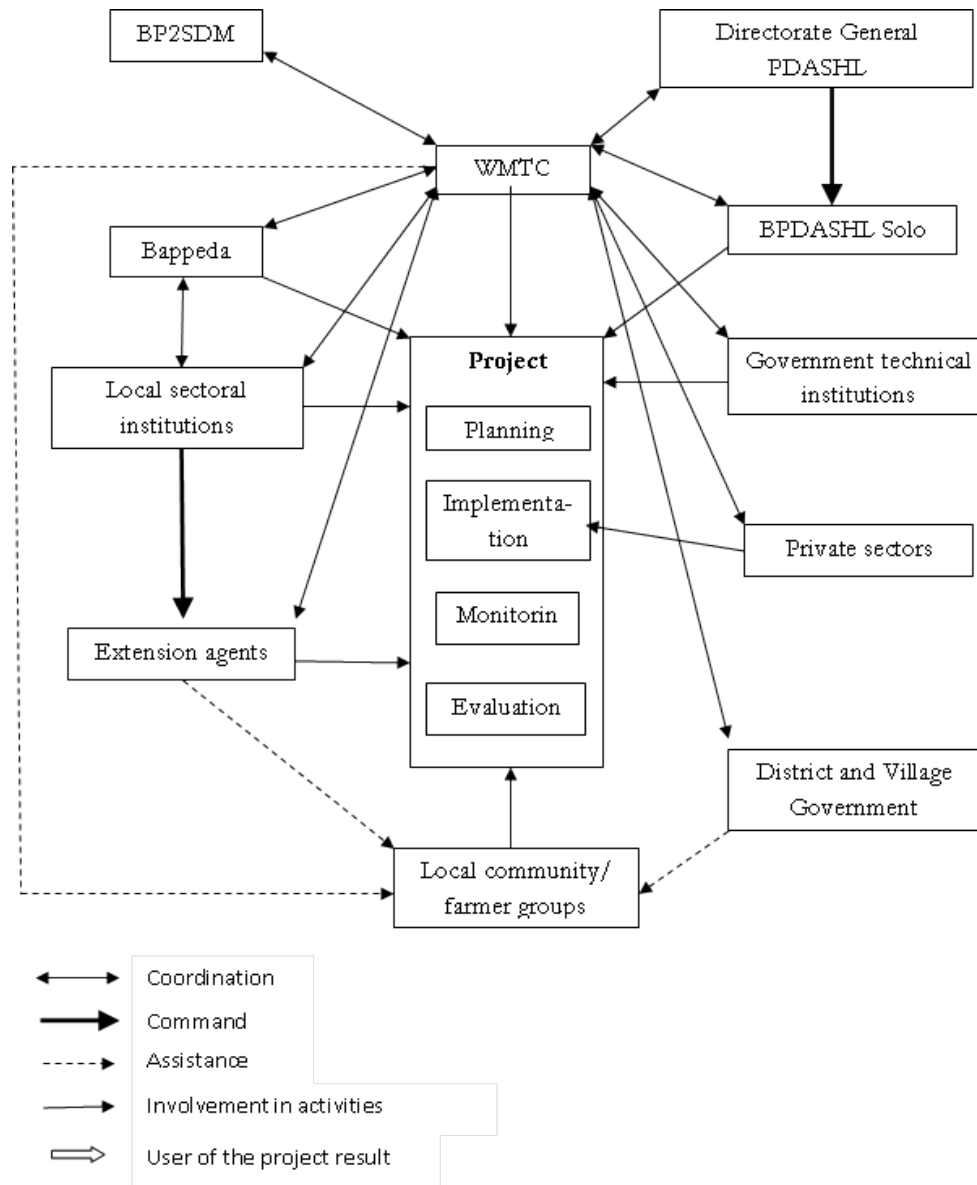 BP2SDM
Directorate General
PDASHL
WMTC
BPDASHL Solo
Bappeda
Project
Government technical
institutions
Local sectoral
institutions
Planning
Implementa-
tion
Private sectors
Monitorin
Extension agents
Evaluation
District and Village
Government
Local community/
farmer groups
Coordination
Command
Assistance
Involvement in activities
User of the project result